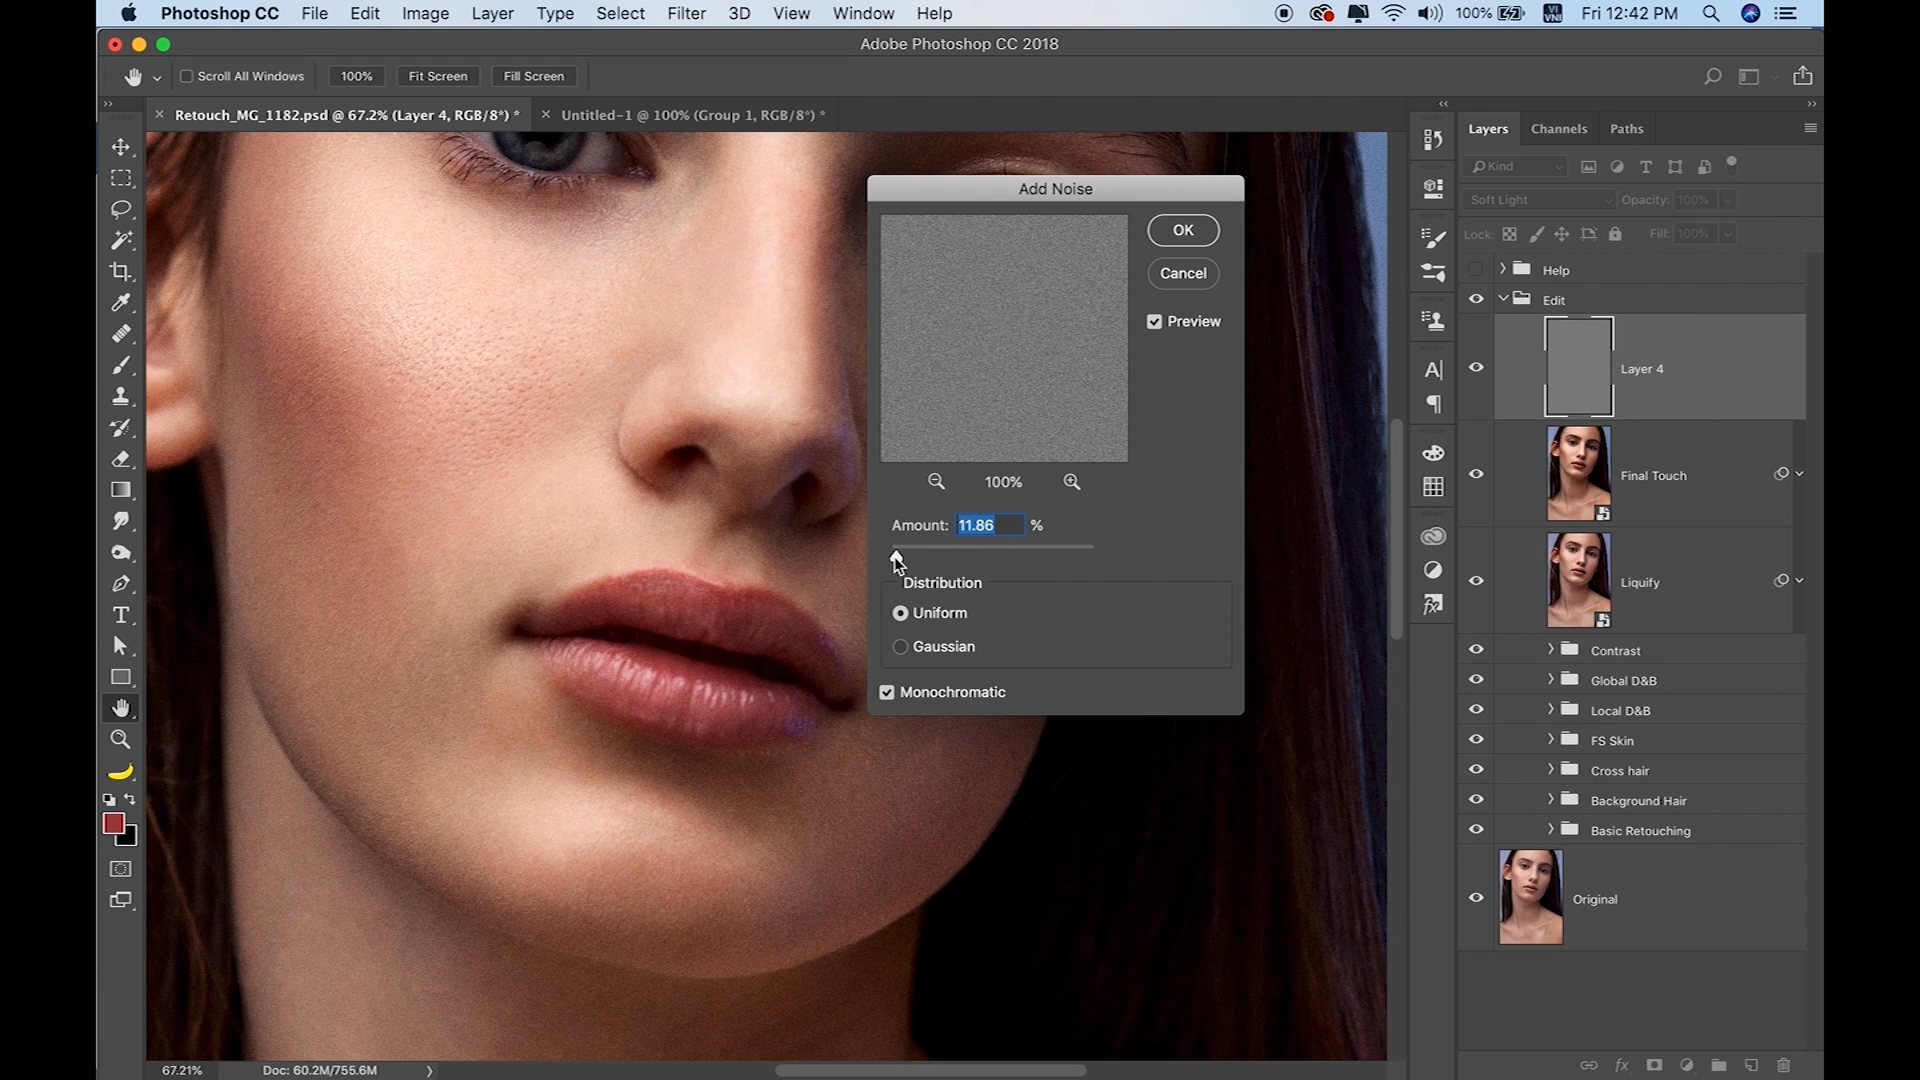 Photoshop CC File Edit Image Layer Type Select Filter 3D View Window Help 100% VI VNI Fri 12:42 PM
Adobe Photoshop CC 2018
Scroll All Windows 100% Fit Screen Fill Screen
Retouch_MG_1182.psd @ 67.2% (Layer 4, RGB/8*) * Untitled-1 @ 100% (Group 1, RGB/8*) *
Layers Channels Paths
Kind
Soft Light Opacity: 100%
Lock: Fill: 100%
Help
Edit
Layer 4
Final Touch
Liquify
Contrast
Global D&B
Local D&B
FS Skin
Cross hair
Background Hair
Basic Retouching
Original
Add Noise
OK
Cancel
Preview
100%
Amount: 11.86 %
Distribution
Uniform
Gaussian
Monochromatic
67.21% Doc: 60.2M/755.6M